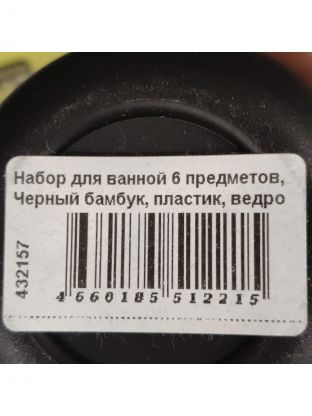 Набор для ванной 6 предметов,
Черный бамбук, пластик, ведро
432157
4 660185 512215